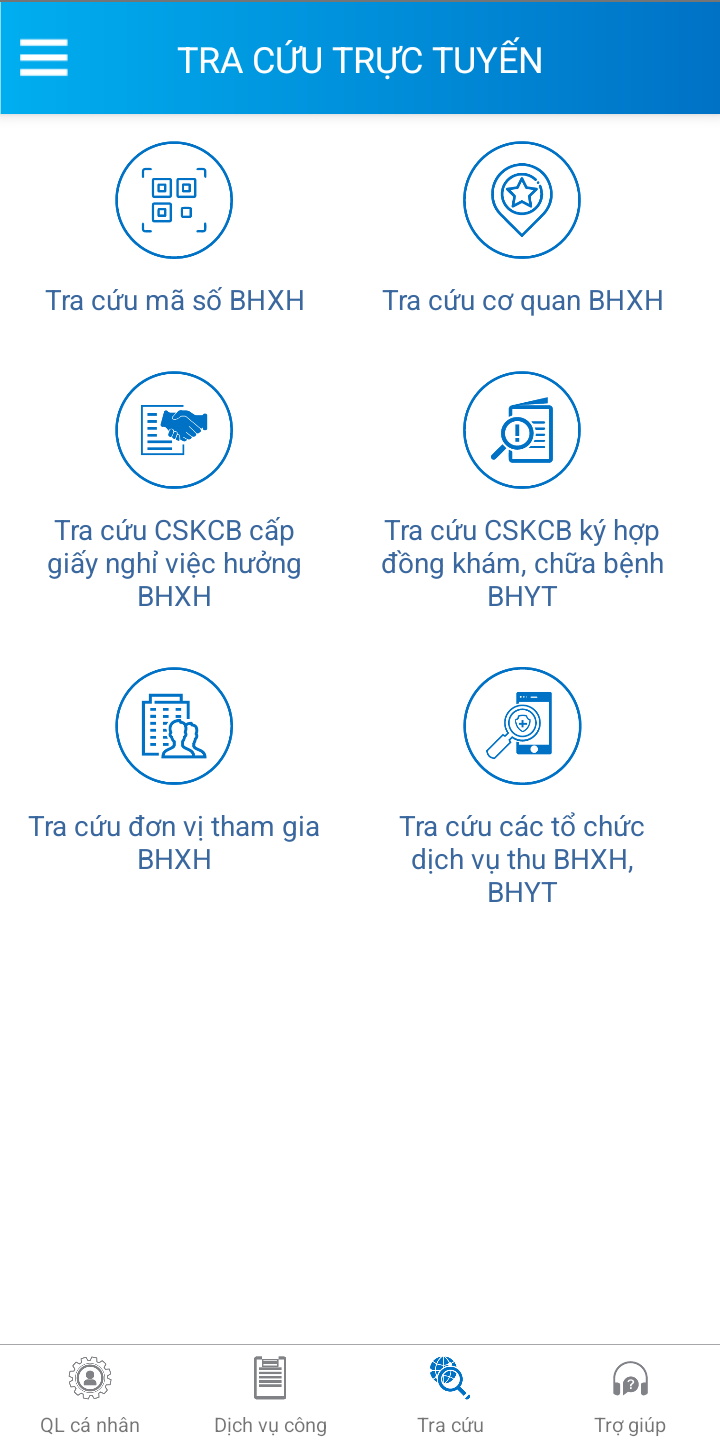 TRA CỨU TRỰC TUYẾN
Tra cứu mã số BHXH
Tra cứu cơ quan BHXH
Tra cứu CSKCB cấp
giấy nghỉ việc hưởng
BHXH
Tra cứu CSKCB ký hợp
đồng khám, chữa bệnh
BHYT
Tra cứu đơn vị tham gia
BHXH
Tra cứu các tổ chức
dịch vụ thu BHXH,
BHYT
QL cá nhân
Dịch vụ công
Tra cứu
Trợ giúp